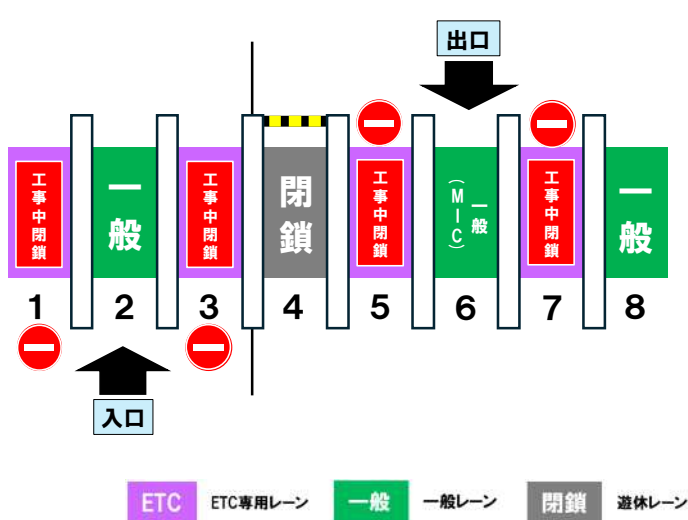 出口
工事中閉鎖
一般
工事中閉鎖
閉鎖
工事中閉鎖
一般
(MIC)
工事中閉鎖
一般
1
2
3
4
5
6
7
8
入口
ETC
ETC専用レーン
一般
一般レーン
閉鎖
遊休レーン